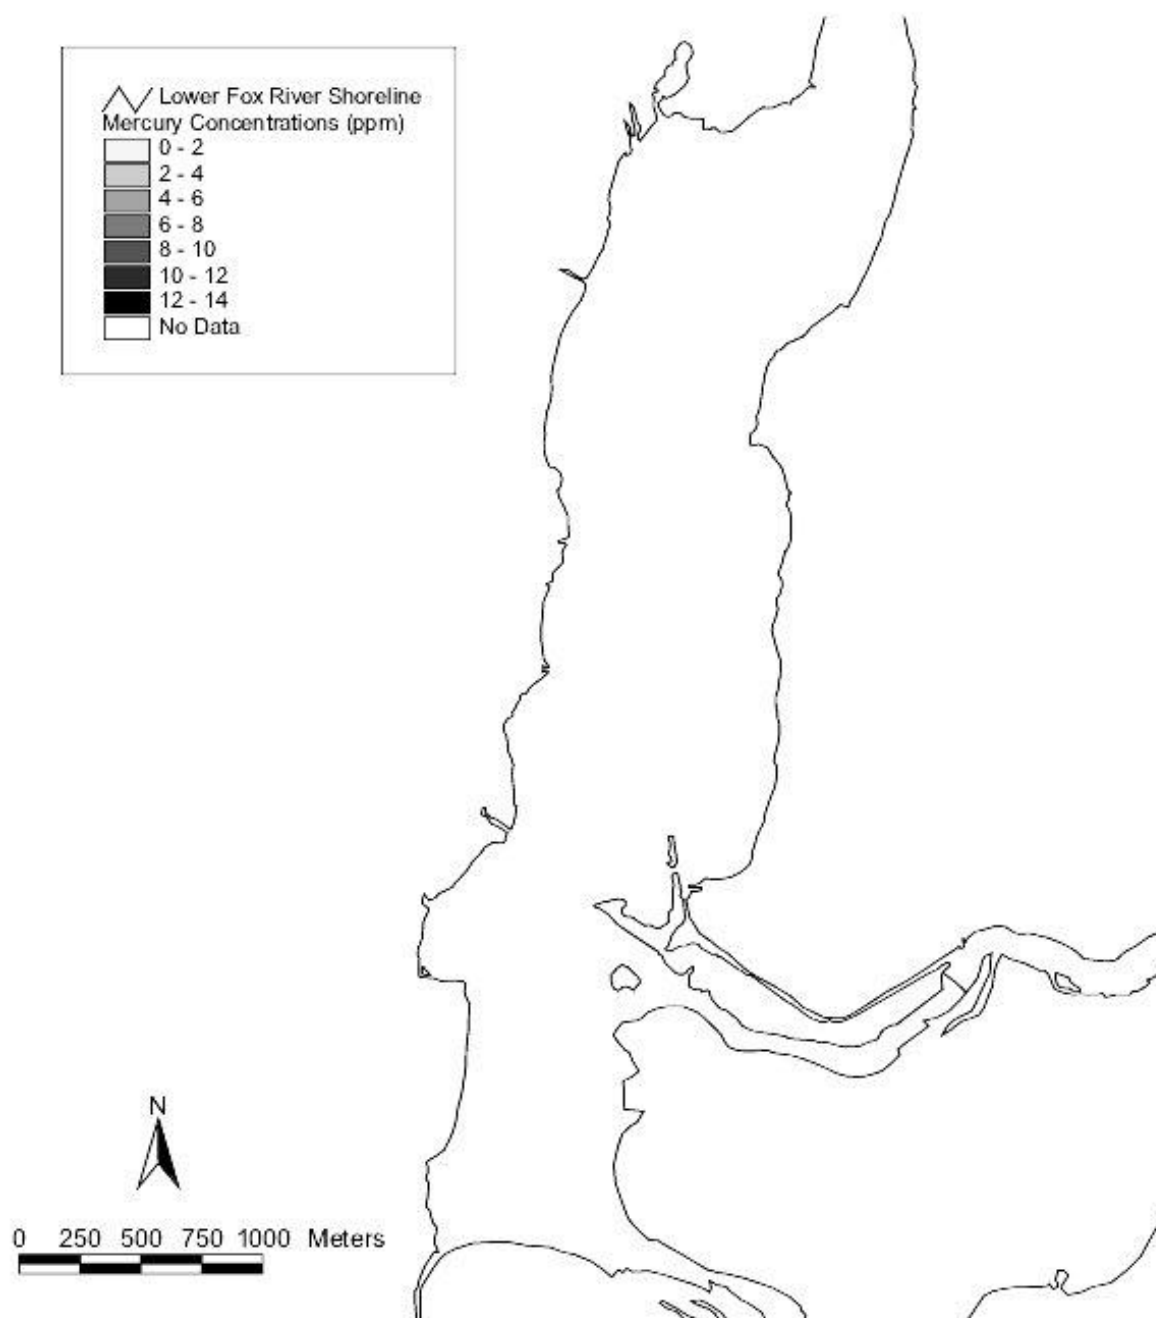 Lower Fox River Shoreline
Mercury Concentrations (ppm)
0 - 2
2 - 4
4 - 6
6 - 8
8 - 10
10 - 12
12 - 14
No Data
N
0 250 500 750 1000 Meters